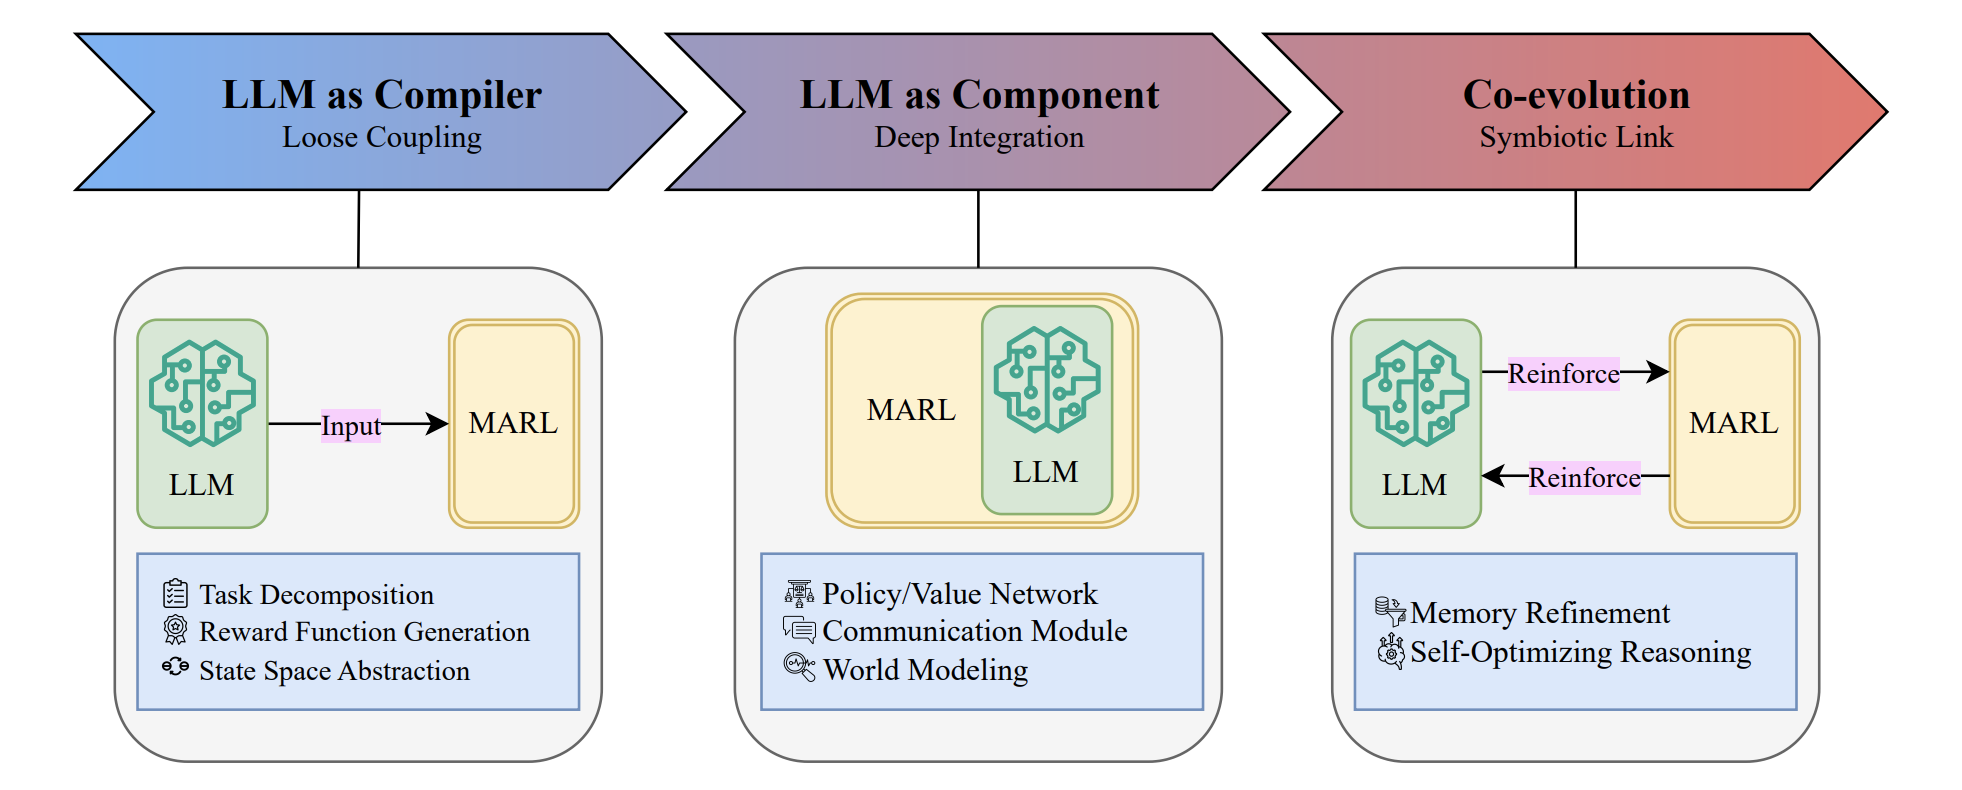 LLM as Compiler
Loose Coupling
LLM as Component
Deep Integration
Co-evolution
Symbiotic Link
LLM
Input
MARL
Task Decomposition
Reward Function Generation
State Space Abstraction
MARL
LLM
Policy/Value Network
Communication Module
World Modeling
LLM
Reinforce
Reinforce
MARL
Memory Refinement
Self-Optimizing Reasoning